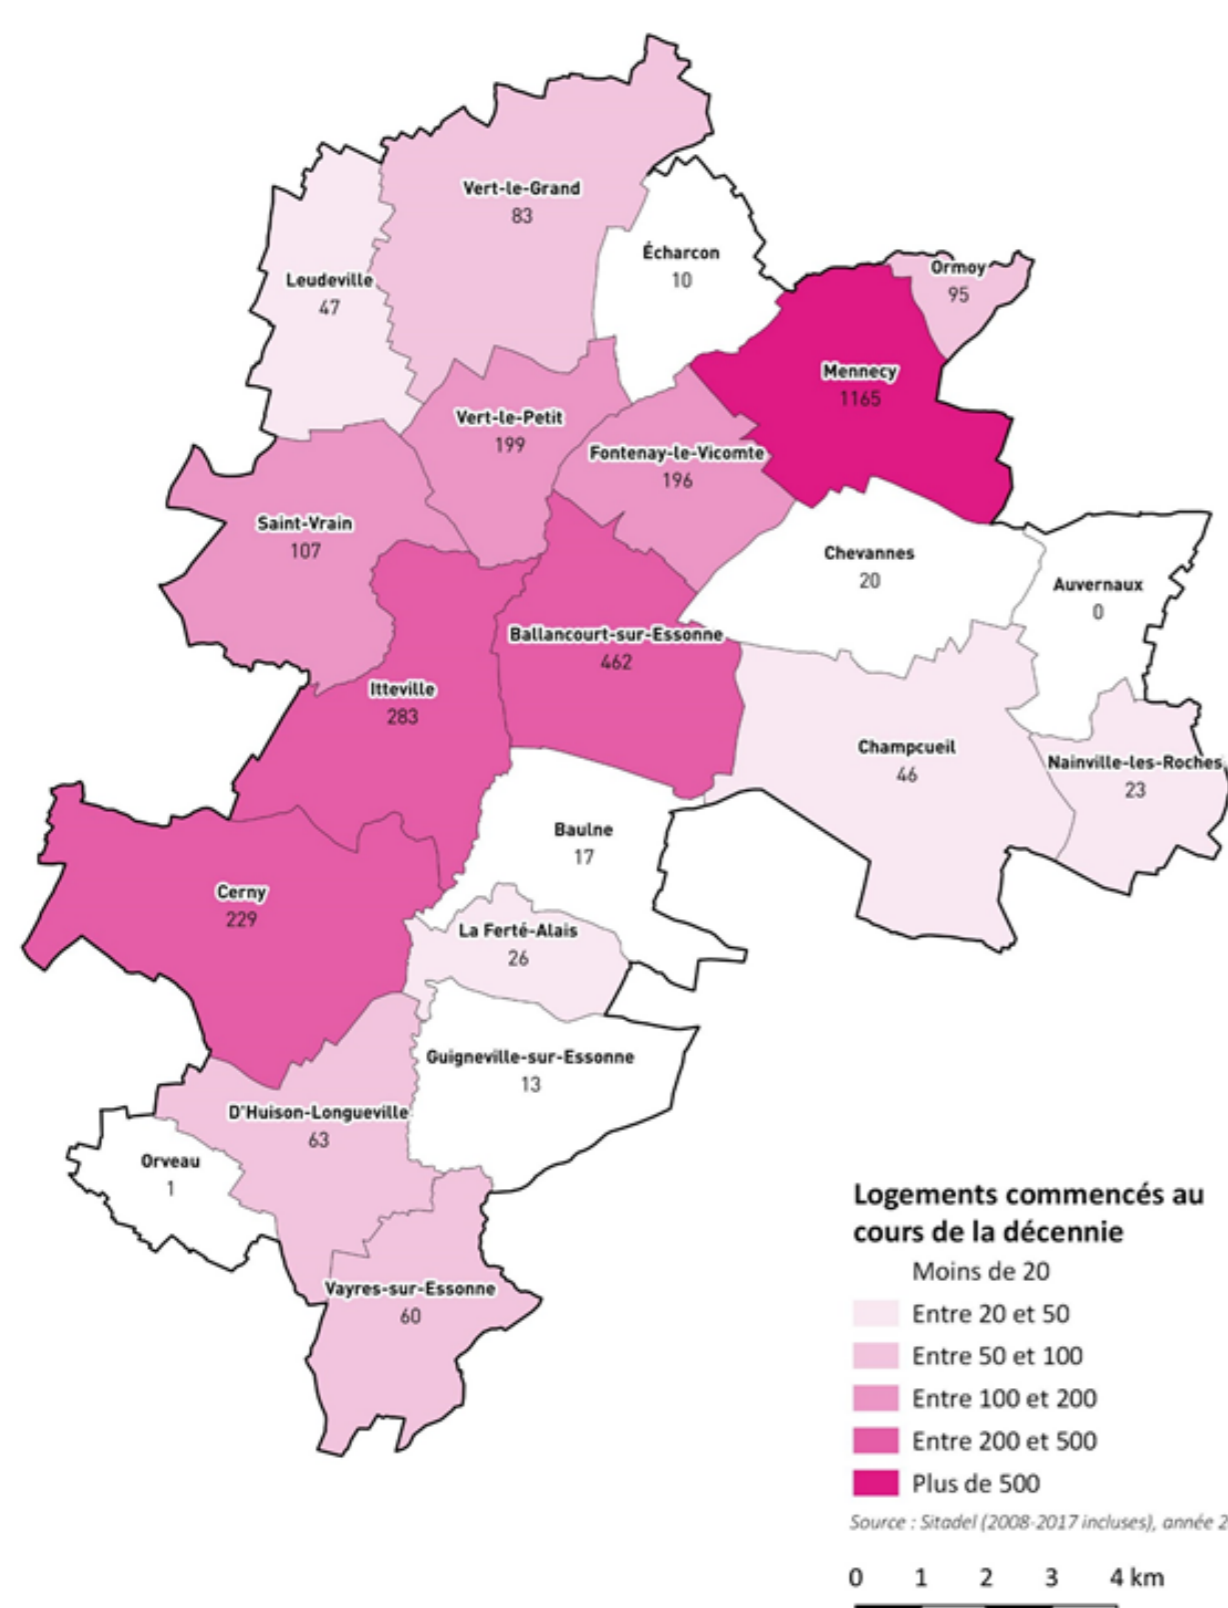 Vert-le-Grand
83
Écharcon
10
Ormoy
95
Leudeville
47
Mennecy
1165
Vert-le-Petit
199
Fontenay-le-Vicomte
196
Saint-Vrain
107
Chevannes
20
Auvernaux
0
Ballancourt-sur-Essonne
462
Itteville
283
Champcueil
46
Nainville-les-Roches
23
Baulne
17
Cerny
229
La Ferté-Alais
26
Guigneville-sur-Essonne
13
D'Huison-Longueville
63
Orveau
1
Vayres-sur-Essonne
60
Logements commencés au
cours de la décennie
Moins de 20
Entre 20 et 50
Entre 50 et 100
Entre 100 et 200
Entre 200 et 500
Plus de 500
Source : Sitadel (2008-2017 incluses), année 2
0 1 2 3 4 km